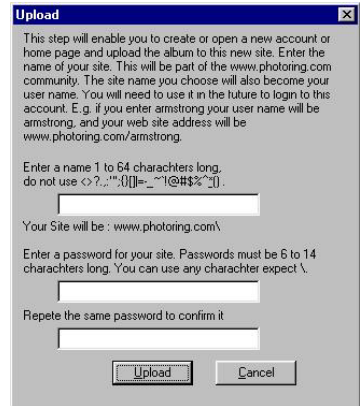 Upload
This step will enable you to create or open a new account or
home page and upload the album to this new site. Enter the
name of your site. This will be part of the www.photoring.com
community. The site name you choose will also become your
user name. You will need to use it in the future to login to this
account. E.g. if you enter armstrong your user name will be
armstrong, and your web site address will be
www.photoring.com/armstrong.
Enter a name 1 to 64 charachters long,
do not use <>?.,:'";{}[]|=-_~`!@#$%^*() .
Your Site will be : www.photoring.com\
Enter a password for your site. Passwords must be 6 to 14
charachters long. You can use any charachter expect \.
Repete the same password to confirm it
Upload
Cancel